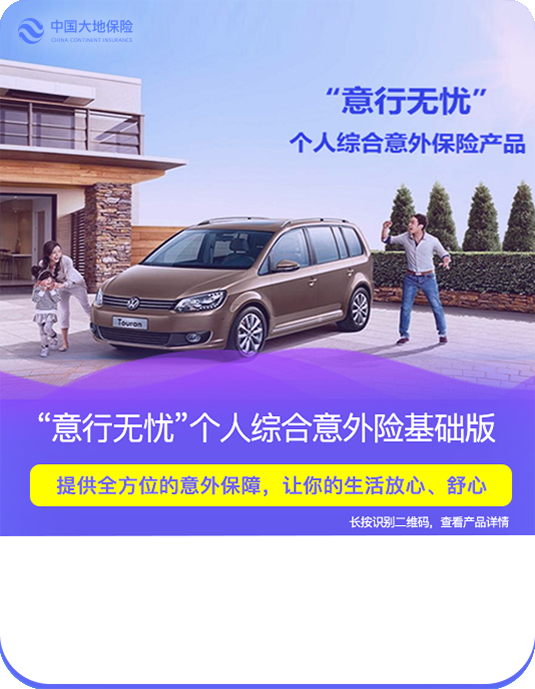 中国大地保险
CHINA CONTINENT INSURANCE
“意行无忧”
个人综合意外保险产品
Touran
“意行无忧”个人综合意外险基础版
提供全方位的意外保障，让你的生活放心、舒心
长按识别二维码，查看产品详情